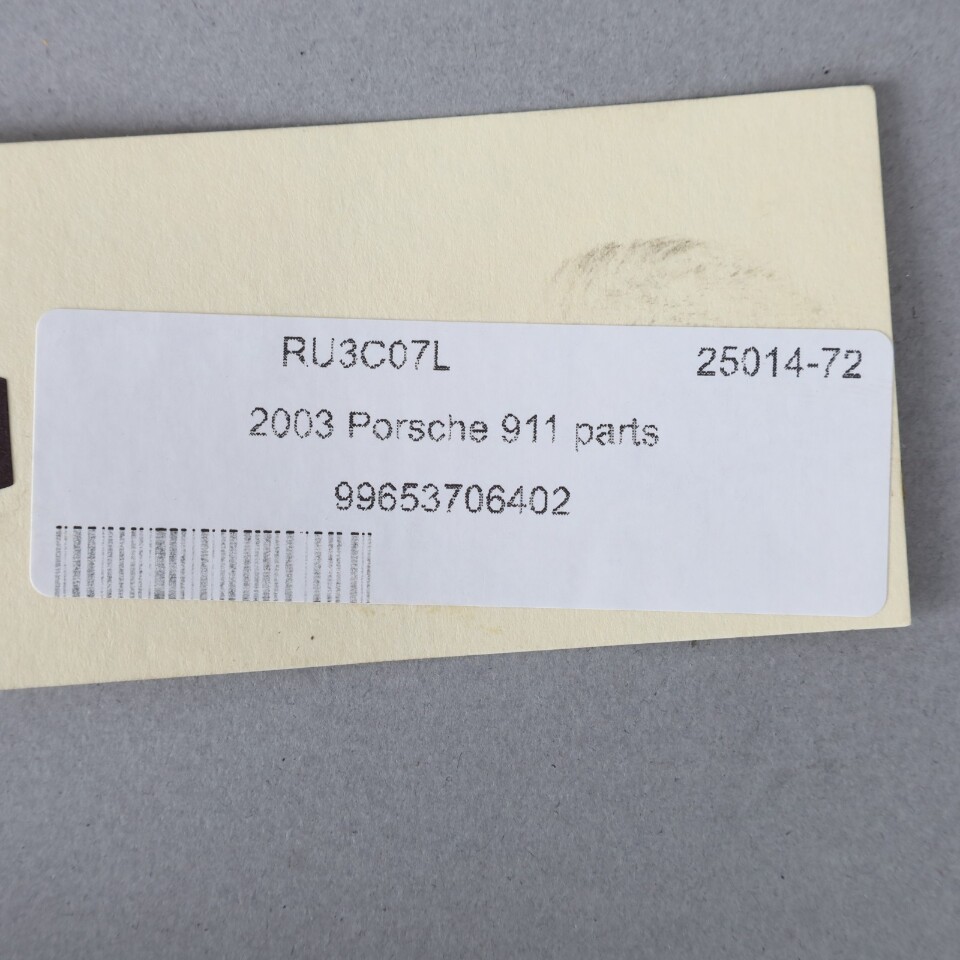 RU3C07L 25014-72
2003 Porsche 911 parts
99653706402